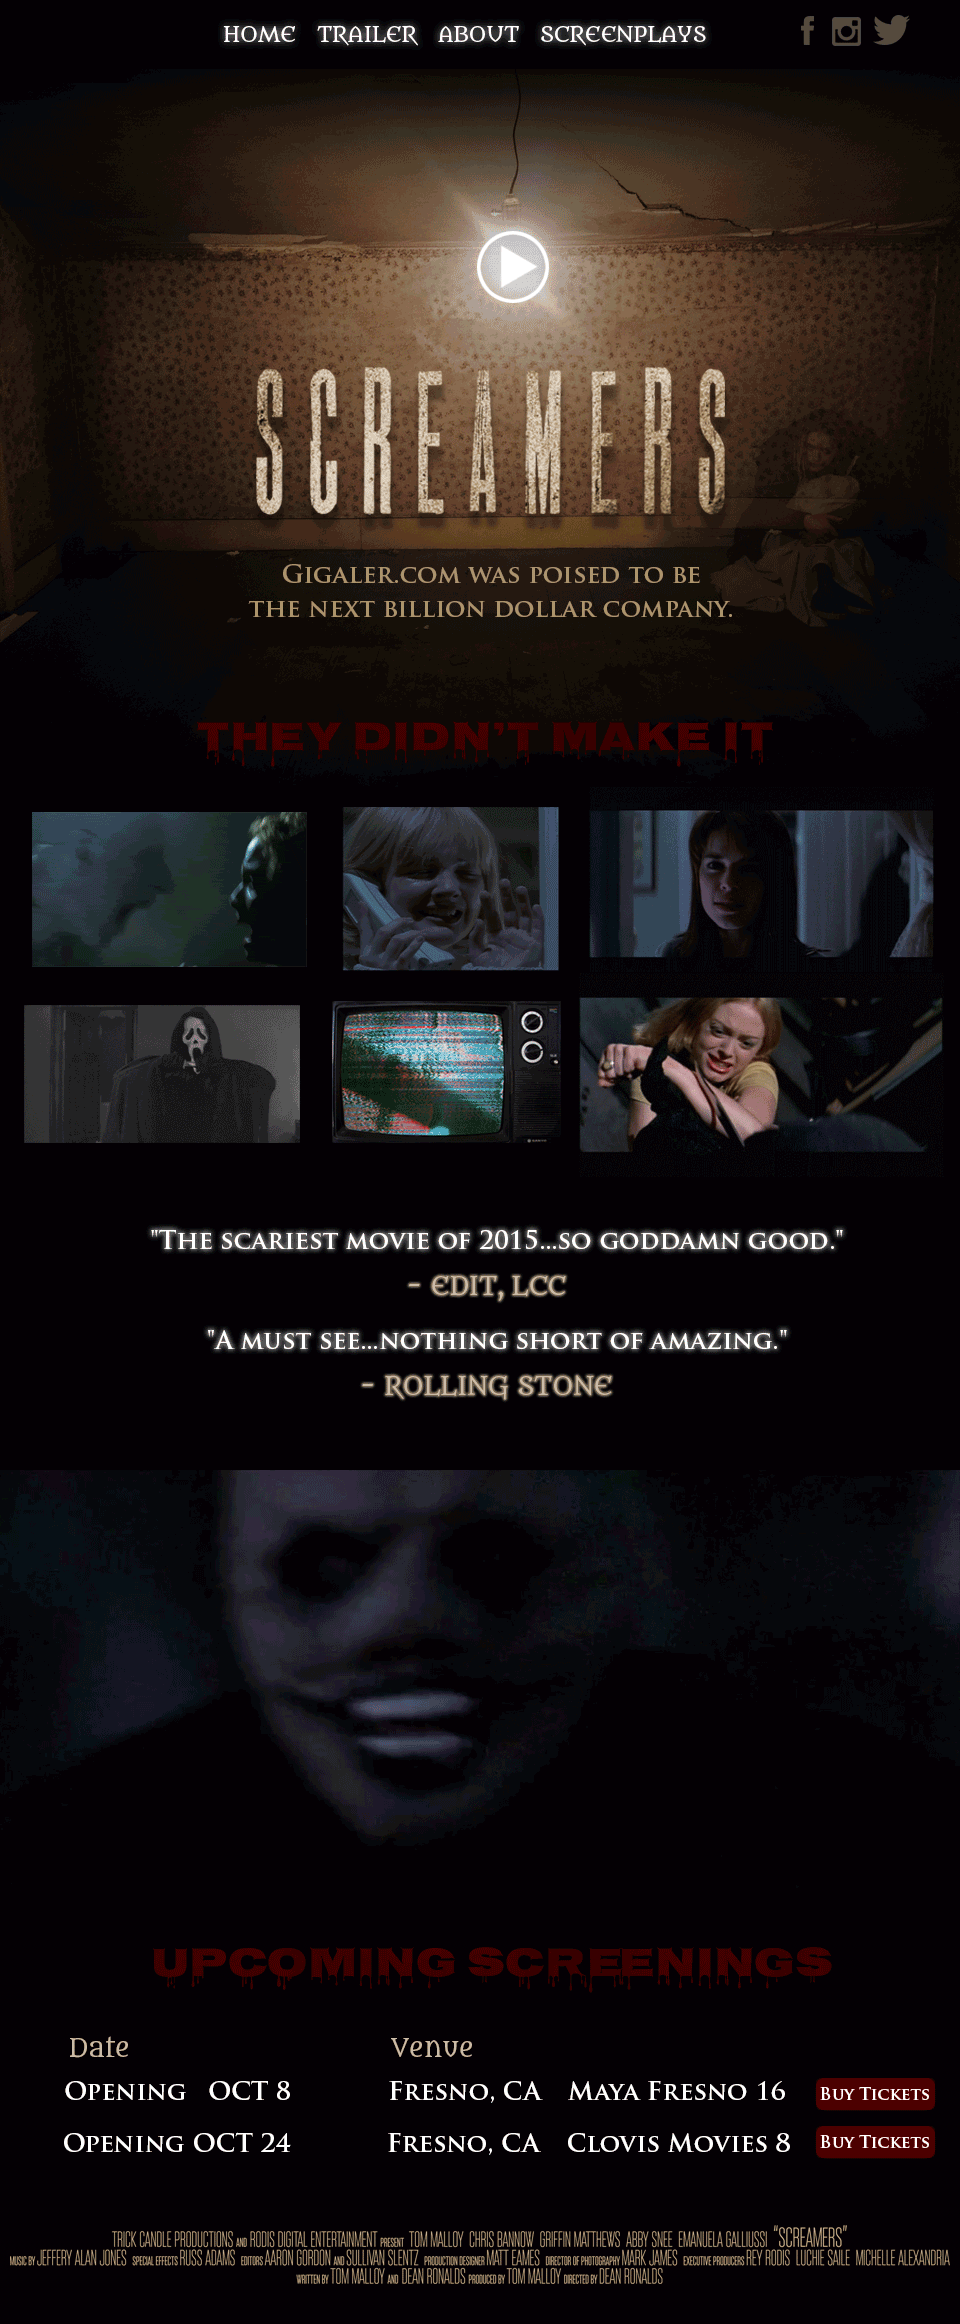 HOME TRAILER ABOUT SCREENPLAYS
SCREAMERS
GIGALER.COM WAS POISED TO BE
THE NEXT BILLION DOLLAR COMPANY.
THEY DIDN'T MAKE IT
"THE SCARIEST MOVIE OF 2015...SO GODDAMN GOOD."
- EDIT, LCC
"A MUST SEE...NOTHING SHORT OF AMAZING."
- ROLLING STONE
UPCOMING SCREENINGS
Date Venue
OPENING OCT 8 FRESNO, CA MAYA FRESNO 16 BUY TICKETS
OPENING OCT 24 FRESNO, CA CLOVIS MOVIES 8 BUY TICKETS
TRICK CANDLE PRODUCTIONS AND RODIS DIGITAL ENTERTAINMENT PRESENT TOM MALLOY CHRIS BANNOW GRIFFIN MATTHEWS ABBY SNEE EMANUELA GALLIUSSI "SCREAMERS"
MUSIC BY JEFFERY ALAN JONES SPECIAL EFFECTS RUSS ADAMS EDITORS AARON GORDON AND SULLIVAN SLENTZ PRODUCTION DESIGNER MATT EAMES DIRECTOR OF PHOTOGRAPHY MARK JAMES EXECUTIVE PRODUCERS REY RODIS LUCHIE SAILE MICHELLE ALEXANDRIA
WRITTEN BY TOM MALLOY AND DEAN RONALDS PRODUCED BY TOM MALLOY DIRECTED BY DEAN RONALDS